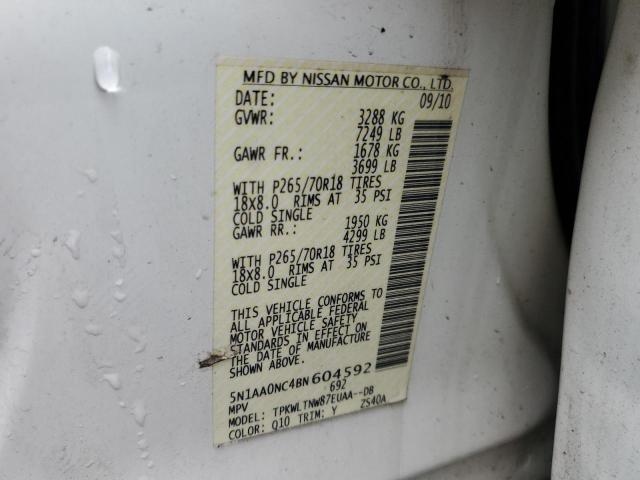 MFD BY NISSAN MOTOR CO., LTD.
DATE: 09/10
GVWR: 3288 KG
7249 LB
GAWR FR.: 1678 KG
3699 LB
WITH P265/70R18 TIRES
18x8.0 RIMS AT 35 PSI
COLD SINGLE
GAWR RR.: 1950 KG
4299 LB
WITH P265/70R18 TIRES
18x8.0 RIMS AT 35 PSI
COLD SINGLE
THIS VEHICLE CONFORMS TO
ALL APPLICABLE FEDERAL
MOTOR VEHICLE SAFETY
STANDARDS IN EFFECT ON
THE DATE OF MANUFACTURE
SHOWN ABOVE.
5N1AA0NC4BN604592
692
MPV
MODEL: TPKWLTNW87EUAA--DB
COLOR: Q10 TRIM: Y ZS40A